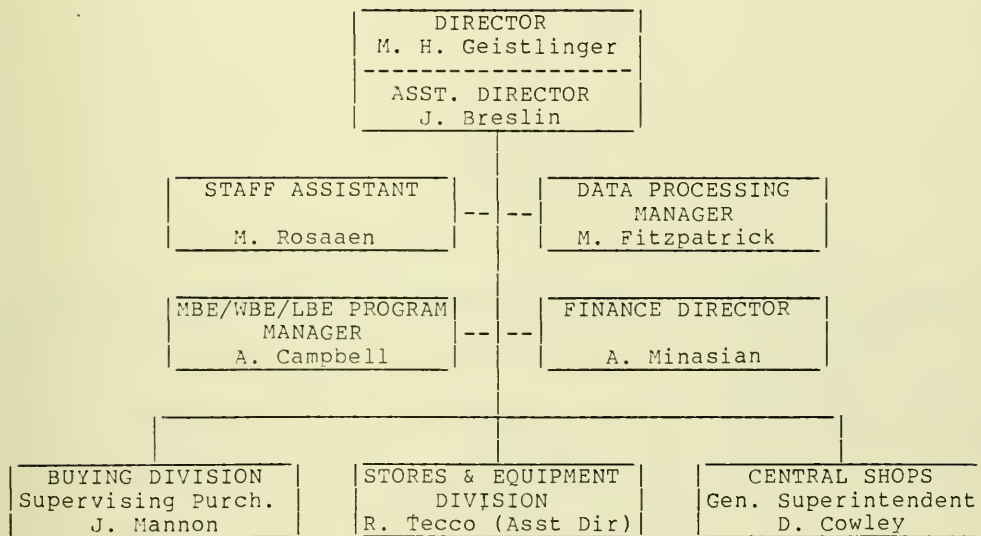 DIRECTOR
M. H. Geistlinger
ASST. DIRECTOR
J. Breslin
STAFF ASSISTANT
M. Rosaaen
DATA PROCESSING
MANAGER
M. Fitzpatrick
MBE/WBE/LBE PROGRAM
MANAGER
A. Campbell
FINANCE DIRECTOR
A. Minasian
BUYING DIVISION
Supervising Purch.
J. Mannon
STORES & EQUIPMENT
DIVISION
R. Tecco (Asst Dir)
CENTRAL SHOPS
Gen. Superintendent
D. Cowley